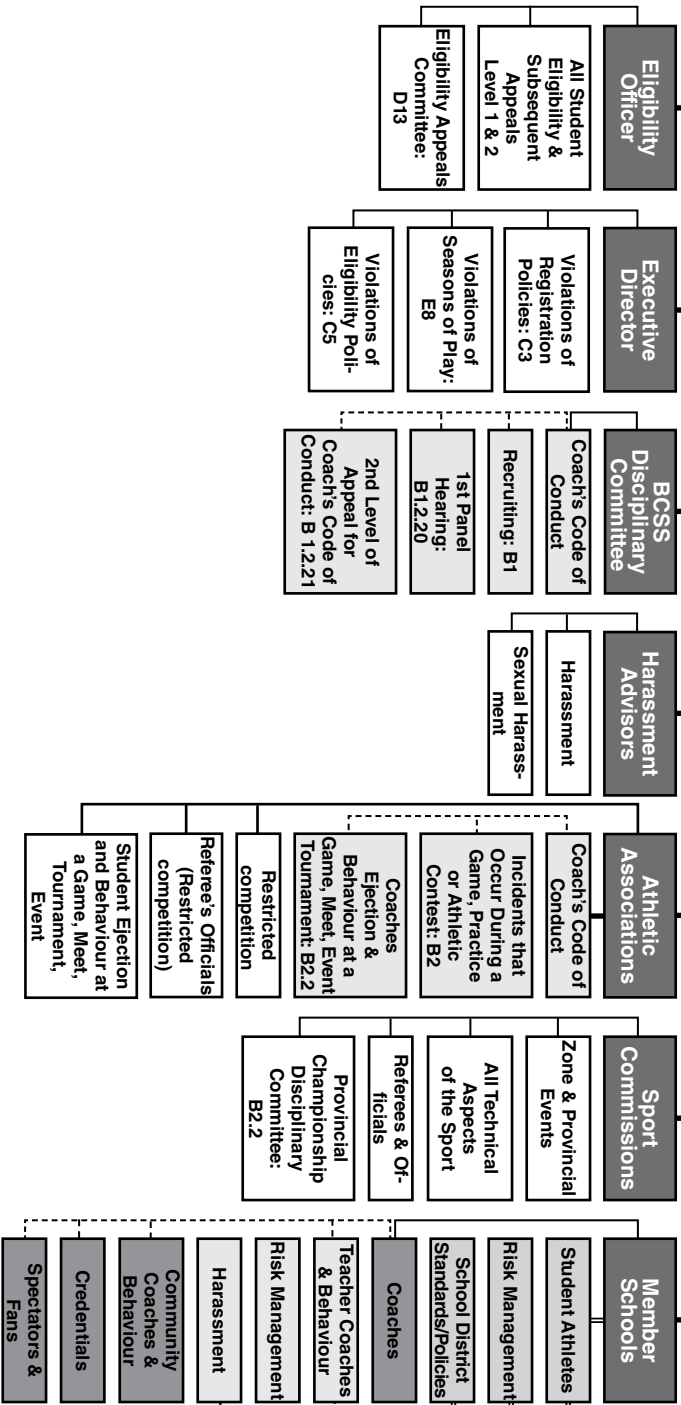 Eligibility
Officer
All Student
Eligibility &
Subsequent
Appeals
Level 1 & 2
Eligibility Appeals
Committee:
D13
Executive
Director
Violations of
Registration
Policies: C3
Violations of
Seasons of Play:
E8
Violations of
Eligibility Poli-
cies: C5
BCSS
Disciplinary
Committee
Coach's Code of
Conduct
Recruiting: B1
1st Panel
Hearing:
B1.2.20
2nd Level of
Appeal for
Coach's Code of
Conduct: B 1.2.21
Harassment
Advisors
Harassment
Sexual Harass-
ment
Athletic
Associations
Coach's Code of
Conduct
Incidents that
Occur During a
Game, Practice
or Athletic
Contest: B2
Coaches
Ejection &
Behaviour at a
Game, Meet, Event
Tournament: B2.2
Restricted
competition
Referee's Officials
(Restricted
competition)
Student Ejection
and Behaviour at
a Game, Meet,
Tournament,
Event
Sport
Commissions
Zone & Provincial
Events
All Technical
Aspects
of the Sport
Referees & Of-
ficials
Provincial
Championship
Disciplinary
Committee:
B2.2
Member
Schools
Student Athletes
Risk Management
School District
Standards/Policies
Coaches
Teacher Coaches
& Behaviour
Risk Management
Harassment
Community
Coaches &
Behaviour
Credentials
Spectators &
Fans